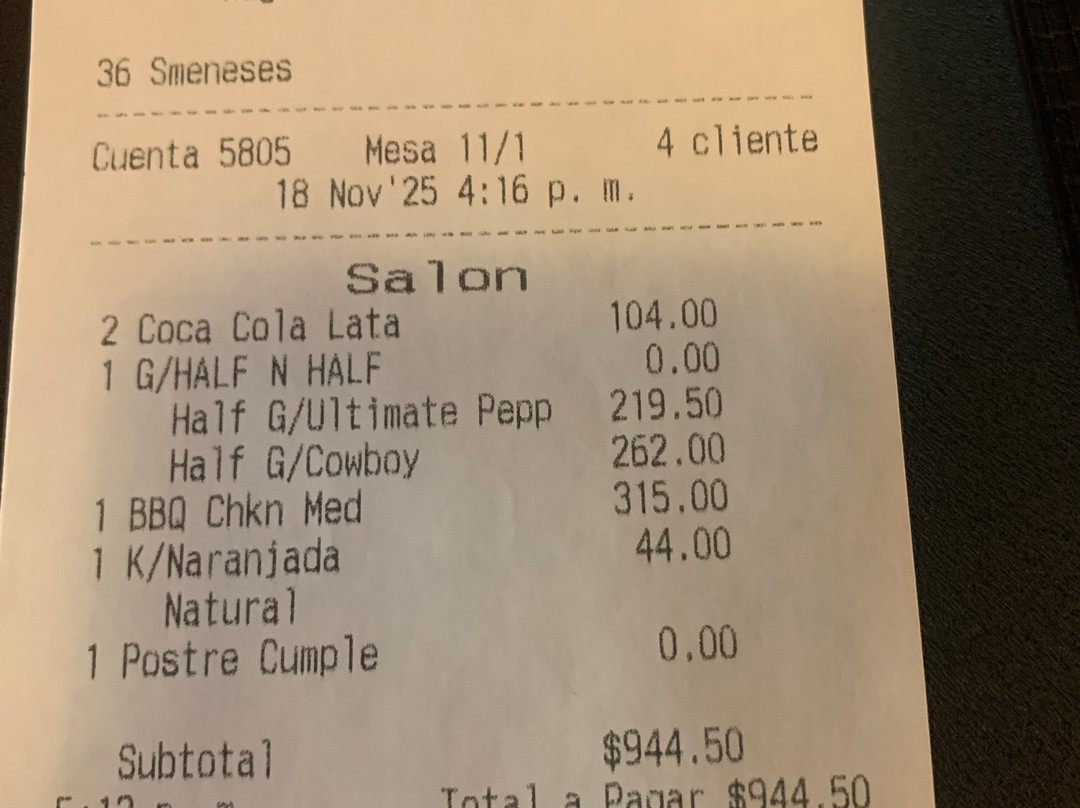 36 Smeneses
Cuenta 5805 Mesa 11/1 4 cliente
18 Nov'25 4:16 p. m.
Salon
2 Coca Cola Lata 104.00
1 G/HALF N HALF 0.00
Half G/Ultimate Pepp 219.50
Half G/Cowboy 262.00
1 BBQ Chkn Med 315.00
1 K/Naranjada 44.00
Natural
1 Postre Cumple 0.00
Subtotal $944.50
Total a Pagar $944.50